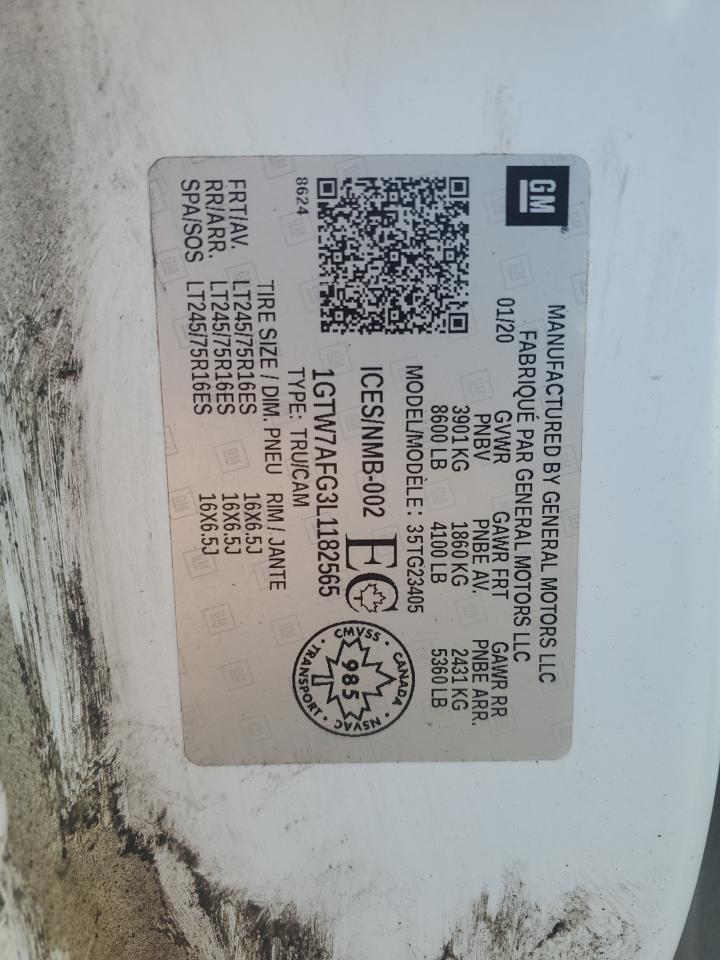 GM
MANUFACTURED BY GENERAL MOTORS LLC
FABRIQUÉ PAR GENERAL MOTORS LLC
01/20 GVWR GAWR FRT GAWR RR
PNBV PNBE AV. PNBE ARR.
3901 KG 1860 KG 2431 KG
8600 LB 4100 LB 5360 LB
MODEL/MODÈLE: 35TG23405
ICES/NMB-002 EC
1GTW7AFG3L1182565
TYPE: TRU/CAM
8624
CMVSS · CANADA · NSVAC · TRANSPORT ·
985
TIRE SIZE / DIM. PNEU RIM / JANTE
FRT/AV. LT245/75R16ES 16X6.5J
RR/ARR. LT245/75R16ES 16X6.5J
SPA/SOS LT245/75R16ES 16X6.5J